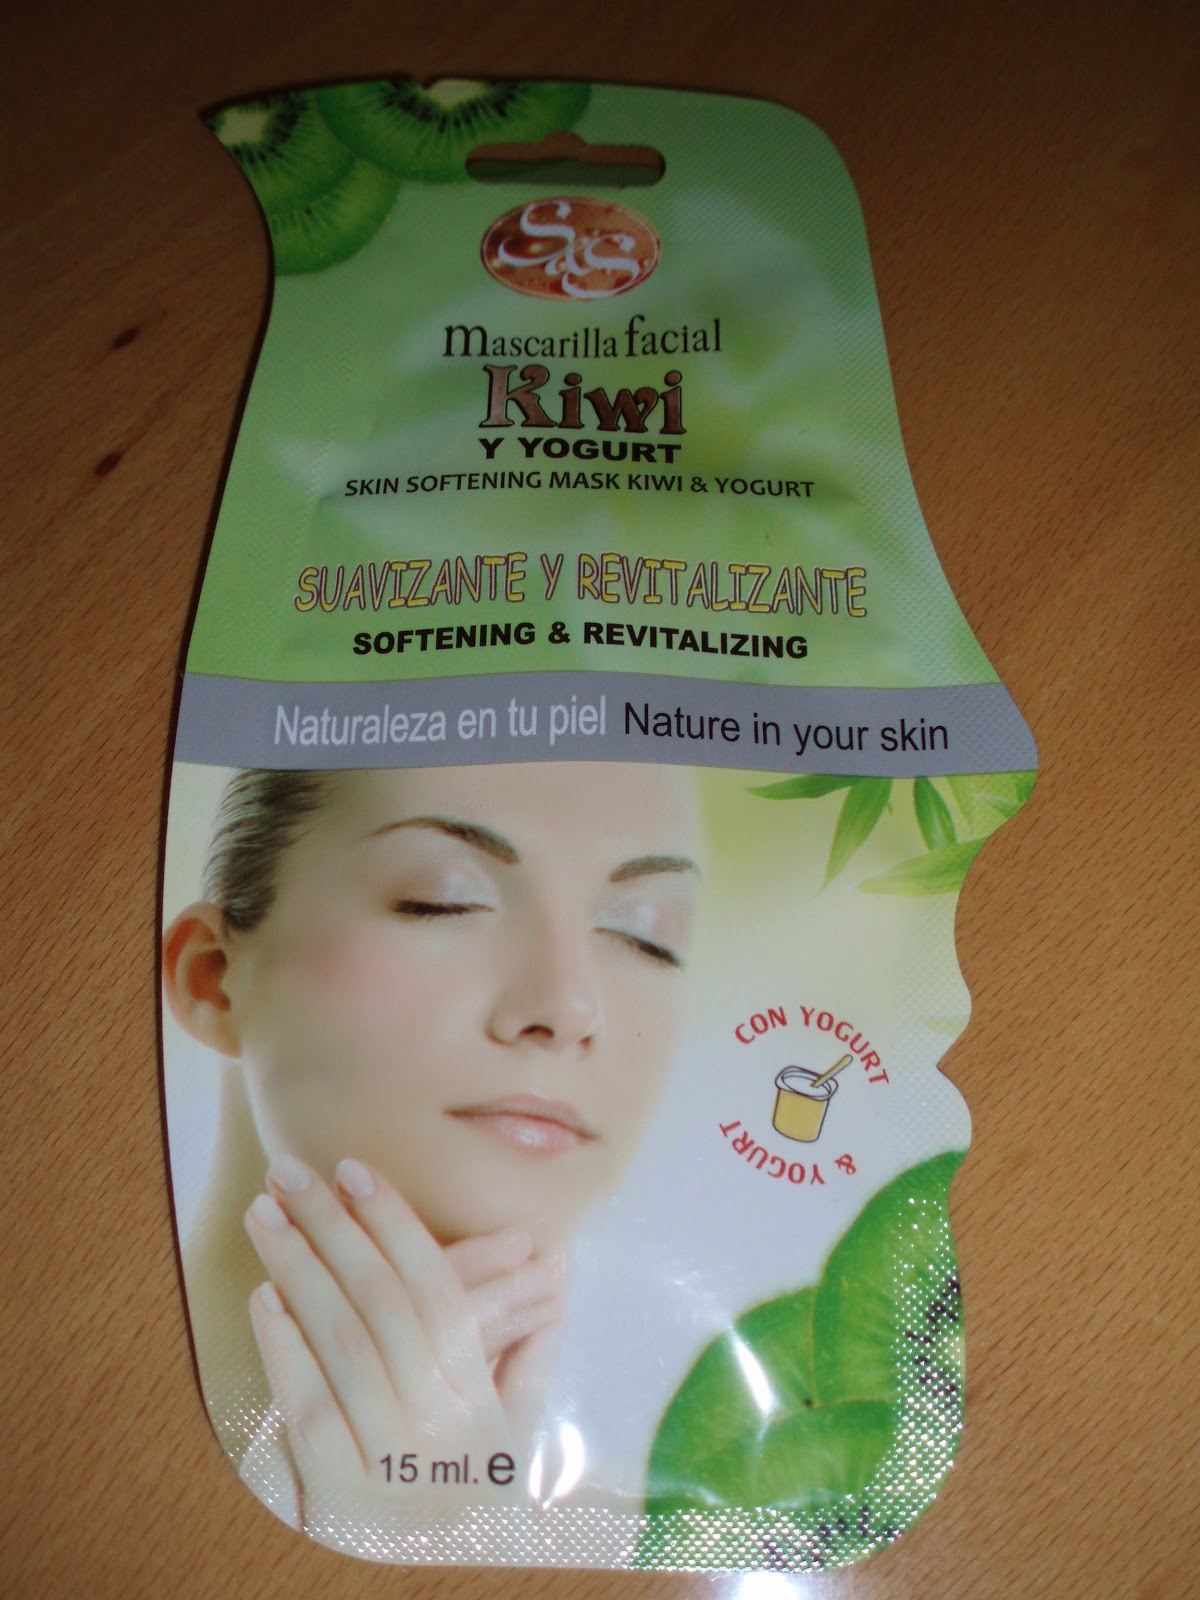 S&S
mascarilla facial
Kiwi
Y YOGURT
SKIN SOFTENING MASK KIWI & YOGURT
SUAVIZANTE Y REVITALIZANTE
SOFTENING & REVITALIZING
Naturaleza en tu piel Nature in your skin
CON YOGURT
& YOGURT
15 ml. e